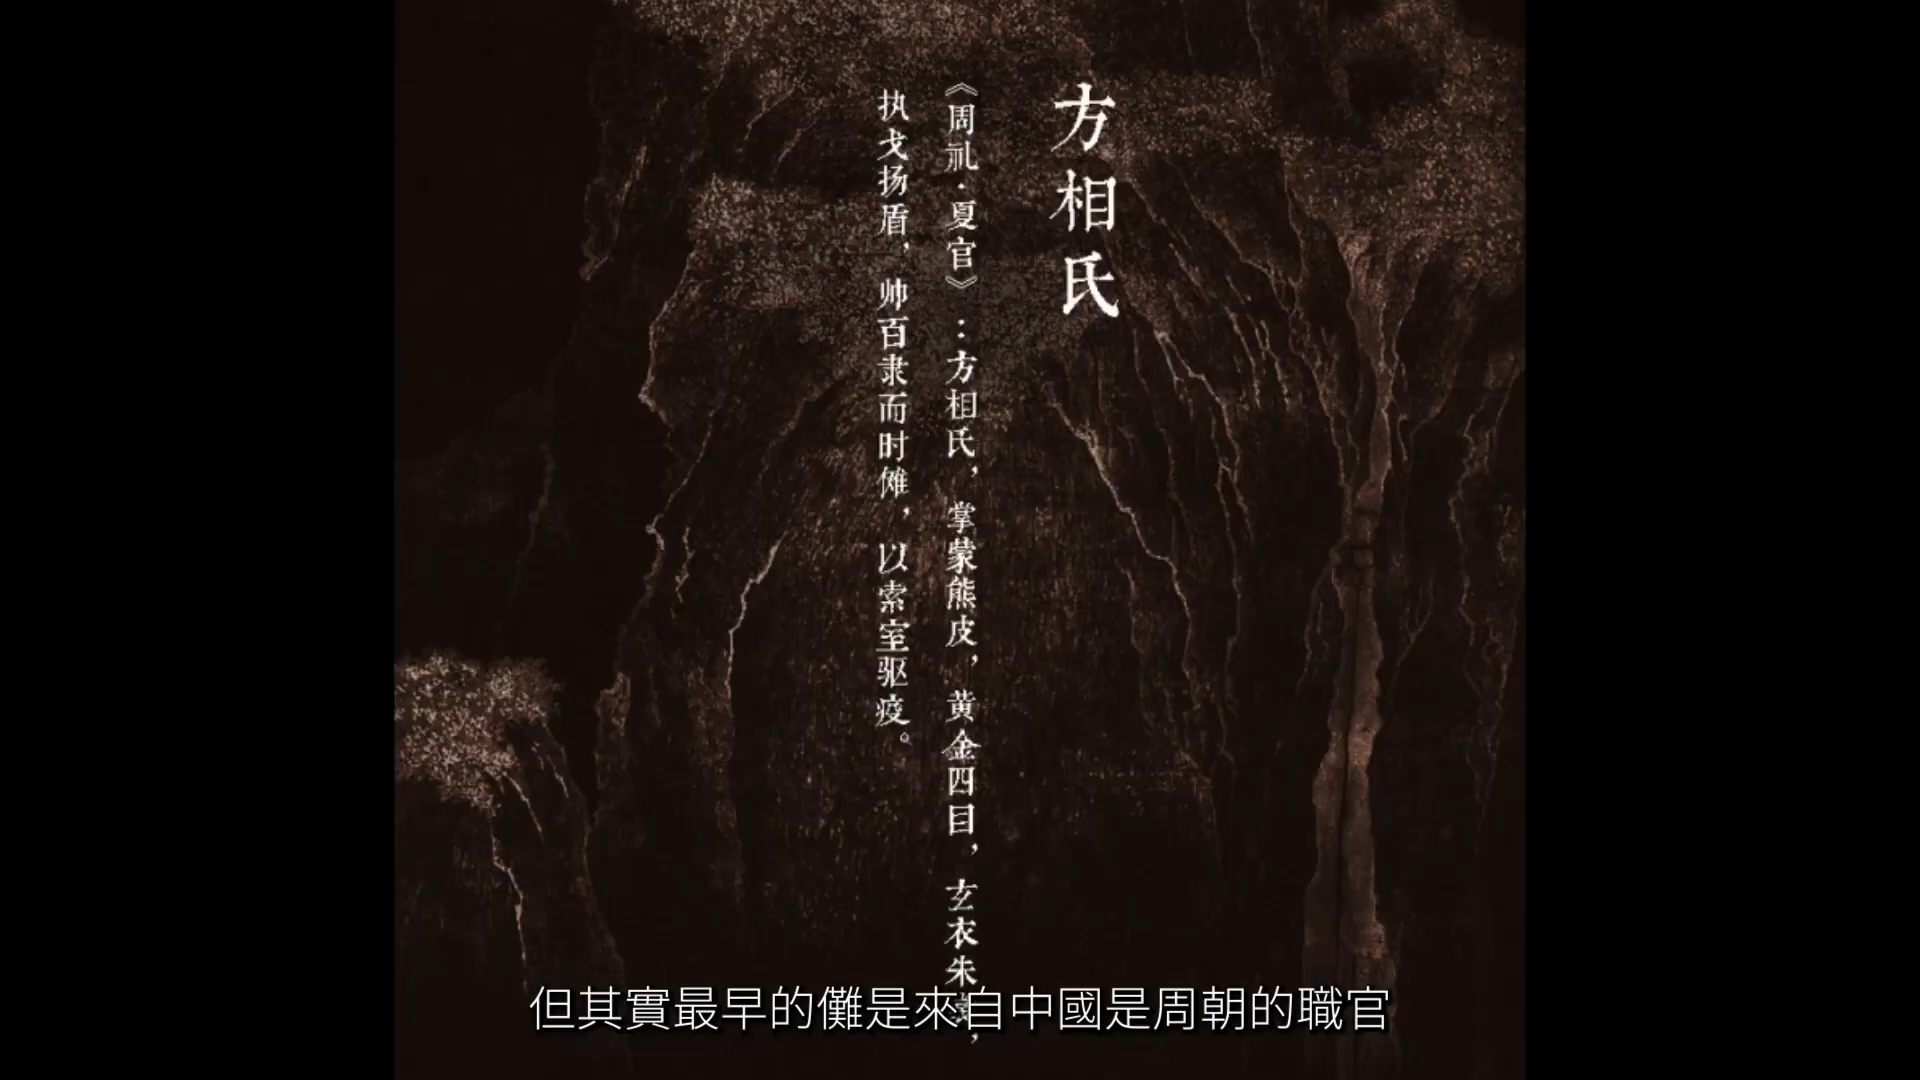 方相氏
《周礼·夏官》：方相氏，掌蒙熊皮，黄金四目，玄衣朱裳，
执戈扬盾，帅百隶而时傩，以索室驱疫。
但其實最早的儺是來自中國是周朝的職官